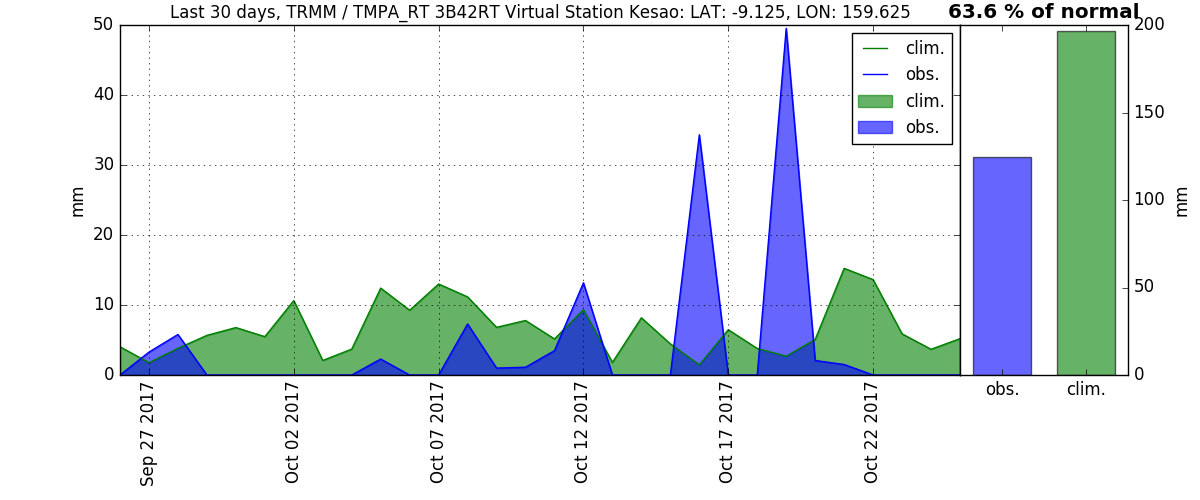 Last 30 days, TRMM / TMPA_RT 3B42RT Virtual Station Kesao: LAT: -9.125, LON: 159.625
63.6 % of normal
50
40
30
20
10
0
mm
clim.
obs.
clim.
obs.
Sep 27 2017
Oct 02 2017
Oct 07 2017
Oct 12 2017
Oct 17 2017
Oct 22 2017
200
150
100
50
0
mm
obs.
clim.